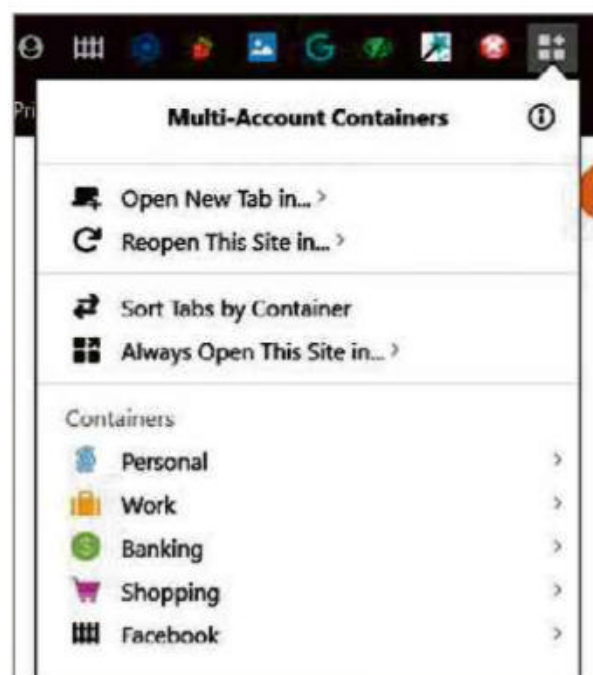 Pri
Multi-Account Containers
Open New Tab in... >
Reopen This Site in... >
Sort Tabs by Container
Always Open This Site in... >
Containers
Personal >
Work >
Banking >
Shopping >
Facebook >